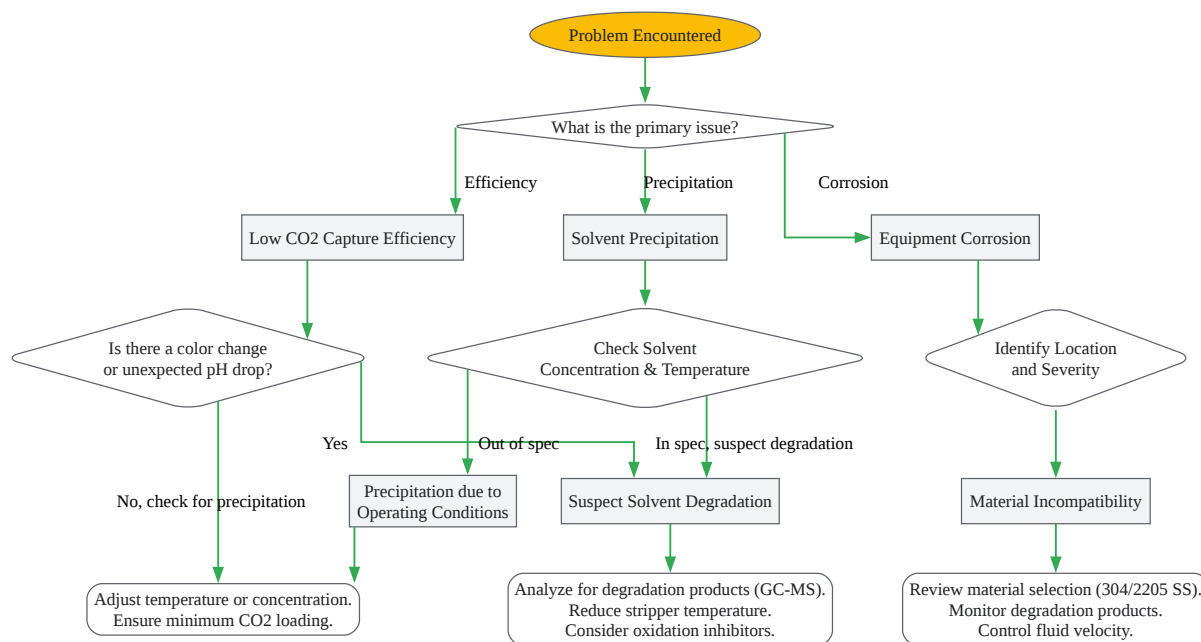 Problem Encountered
What is the primary issue?
Efficiency
Precipitation
Corrosion
Low CO2 Capture Efficiency
Solvent Precipitation
Equipment Corrosion
Is there a color change
or unexpected pH drop?
Check Solvent
Concentration & Temperature
Identify Location
and Severity
Yes
Out of spec
In spec, suspect degradation
No, check for precipitation
Precipitation due to
Operating Conditions
Suspect Solvent Degradation
Material Incompatibility
Adjust temperature or concentration.
Ensure minimum CO2 loading.
Analyze for degradation products (GC-MS).
Reduce stripper temperature.
Consider oxidation inhibitors.
Review material selection (304/2205 SS).
Monitor degradation products.
Control fluid velocity.